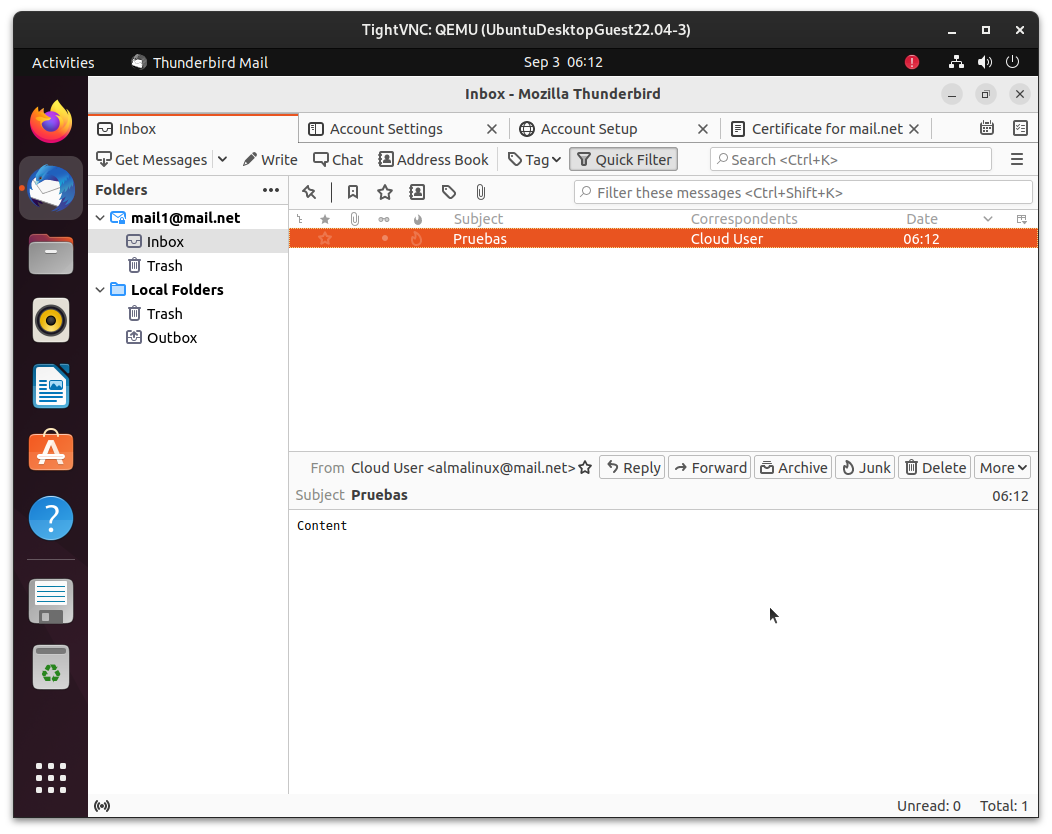 TightVNC: QEMU (UbuntuDesktopGuest22.04-3)
Activities Thunderbird Mail Sep 3 06:12
Inbox - Mozilla Thunderbird
Inbox Account Settings Account Setup Certificate for mail.net
Get Messages Write Chat Address Book Tag Quick Filter Search <Ctrl+K>
Folders Filter these messages <Ctrl+Shift+K>
Subject Correspondents Date
Pruebas Cloud User 06:12
mail1@mail.net
Inbox
Trash
Local Folders
Trash
Outbox
From Cloud User <almalinux@mail.net> Reply Forward Archive Junk Delete More
Subject Pruebas 06:12
Content
Unread: 0 Total: 1